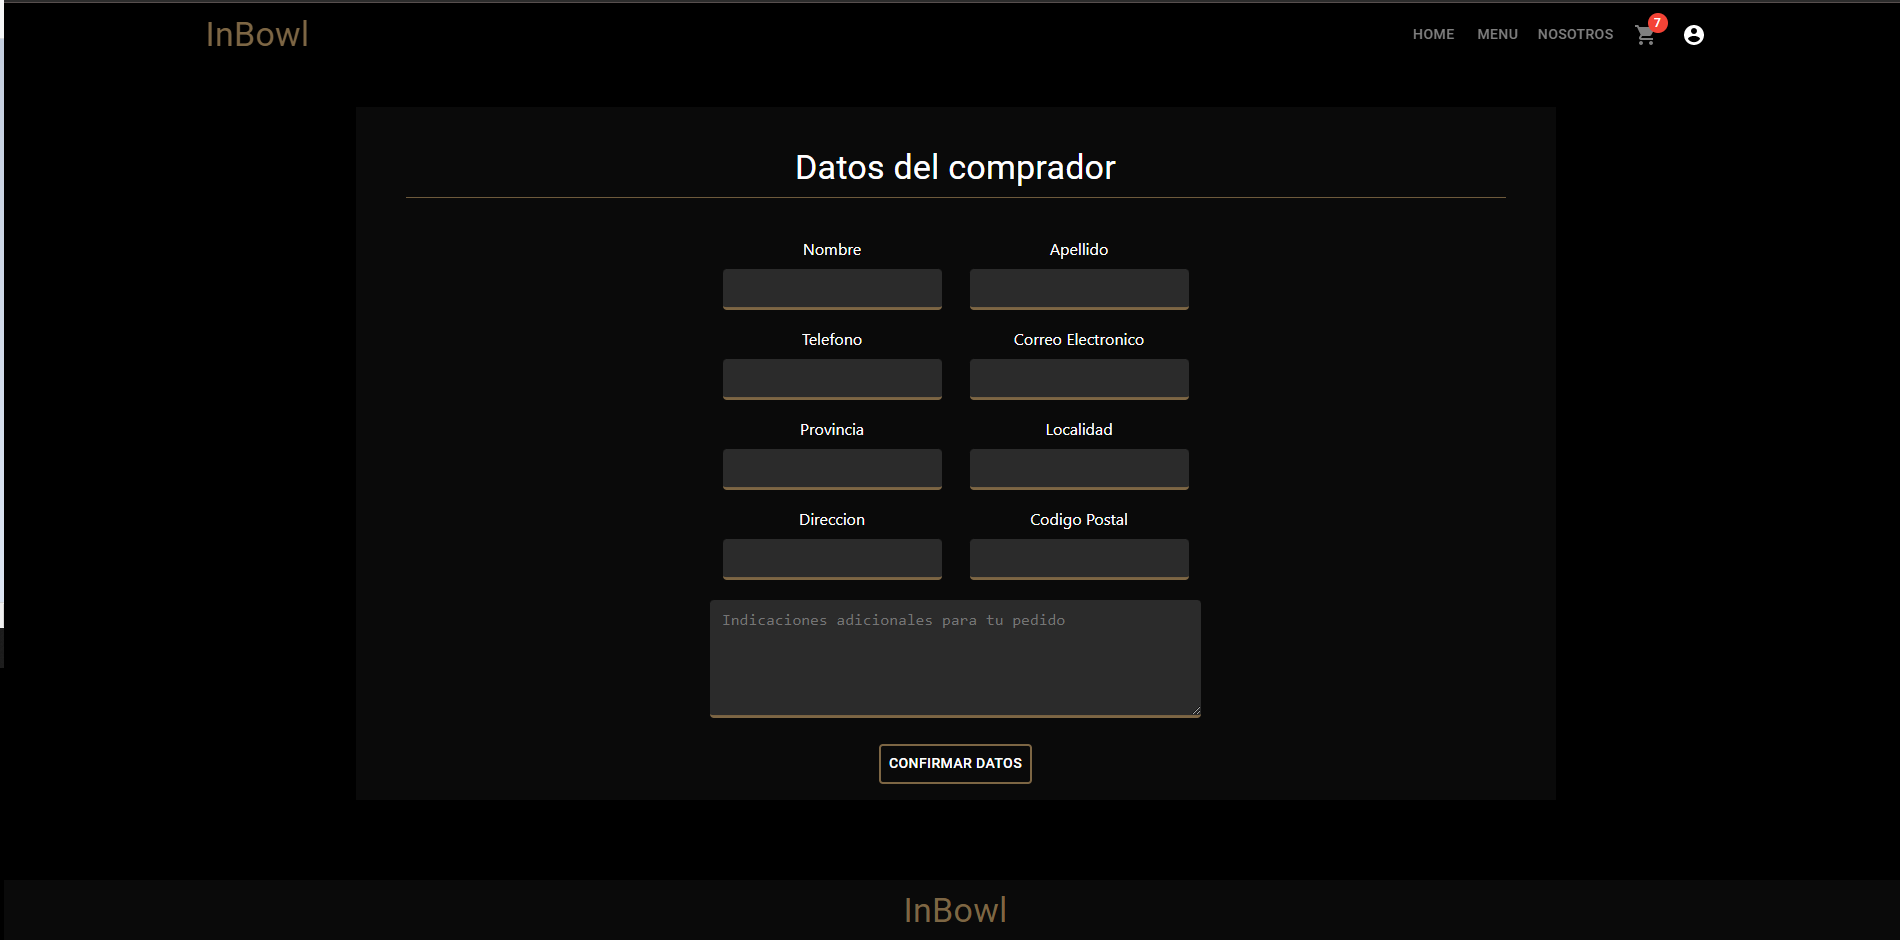 InBowl
HOME MENU NOSOTROS 7
Datos del comprador
Nombre Apellido
Telefono Correo Electronico
Provincia Localidad
Direccion Codigo Postal
Indicaciones adicionales para tu pedido
CONFIRMAR DATOS
InBowl